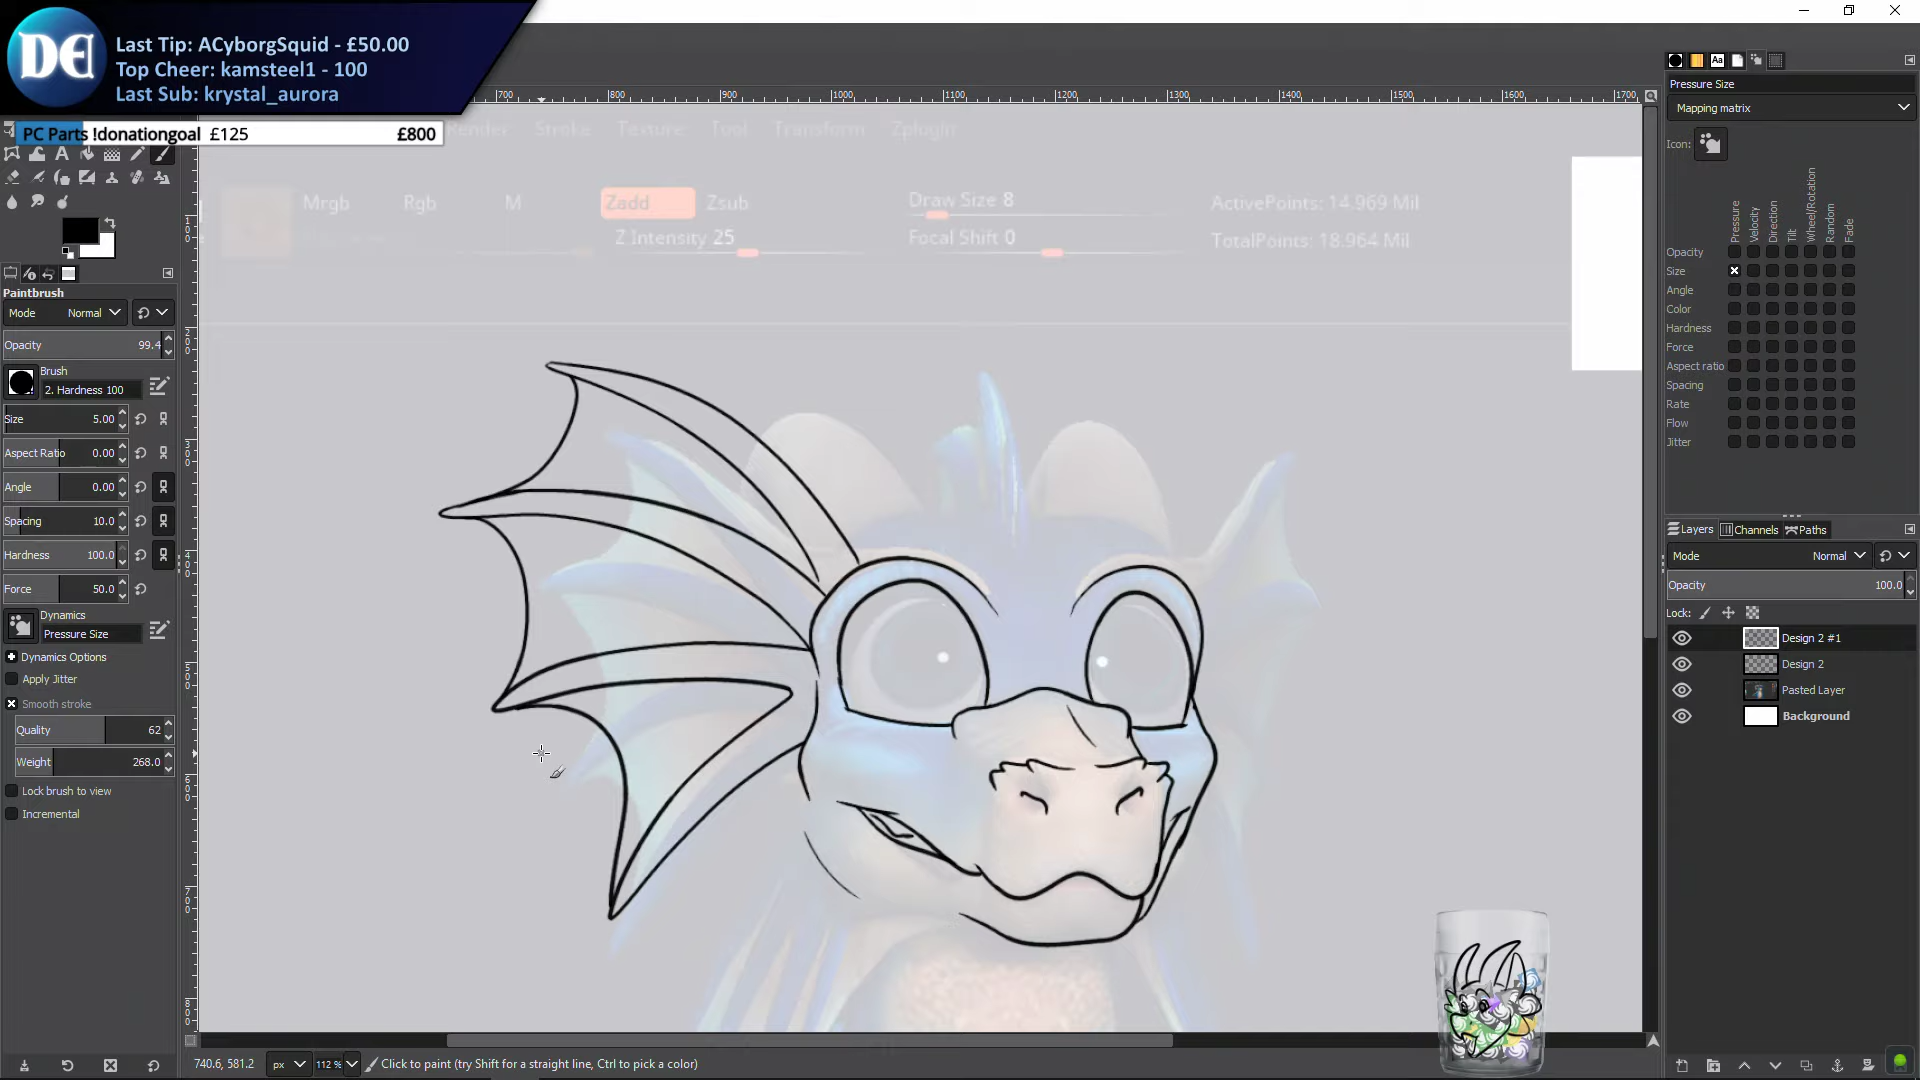 DE
Last Tip: ACyborgSquid - £50.00
Top Cheer: kamsteel1 - 100
Last Sub: krystal_aurora
PC Parts !donationgoal £125 £800
700 800 900 1000 1100 1200 1300 1400 1500 1600 1700
Render Stroke Texture Tool Transform Zplugin
Mrgb Rgb M Zadd Zsub
Z Intensity 25
Draw Size 8
Focal Shift 0
ActivePoints: 14.969 Mil
TotalPoints: 18.964 Mil
Paintbrush
Mode Normal
Opacity 99.4
Brush
2. Hardness 100
Size 5.00
Aspect Ratio 0.00
Angle 0.00
Spacing 10.0
Hardness 100.0
Force 50.0
Dynamics
Pressure Size
Dynamics Options
Apply Jitter
Smooth stroke
Quality 62
Weight 268.0
Lock brush to view
Incremental
740.6, 581.2 px 112 % Click to paint (try Shift for a straight line, Ctrl to pick a color)
Aa
Pressure Size
Mapping matrix
Icon:
Pressure Velocity Direction Tilt Wheel/Rotation Random Fade
Opacity
Size
Angle
Color
Hardness
Force
Aspect ratio
Spacing
Rate
Flow
Jitter
Layers Channels Paths
Mode Normal
Opacity 100.0
Lock:
Design 2 #1
Design 2
Pasted Layer
Background